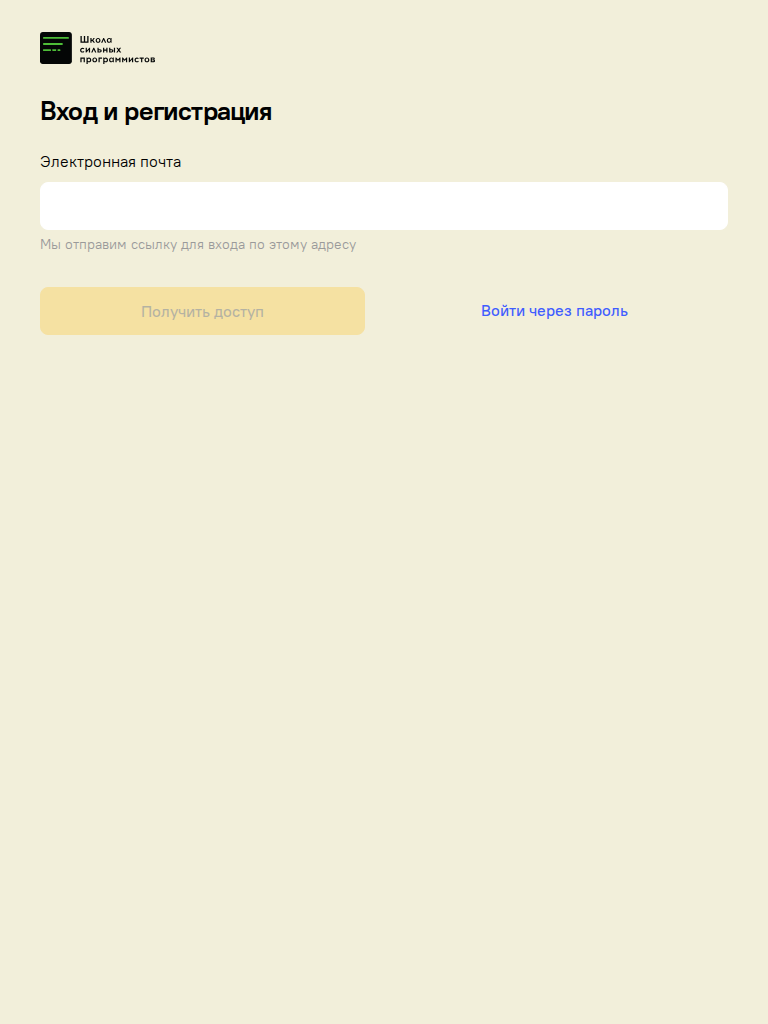 Школа
сильных
программистов
Вход и регистрация
Электронная почта
Мы отправим ссылку для входа по этому адресу
Получить доступ
Войти через пароль